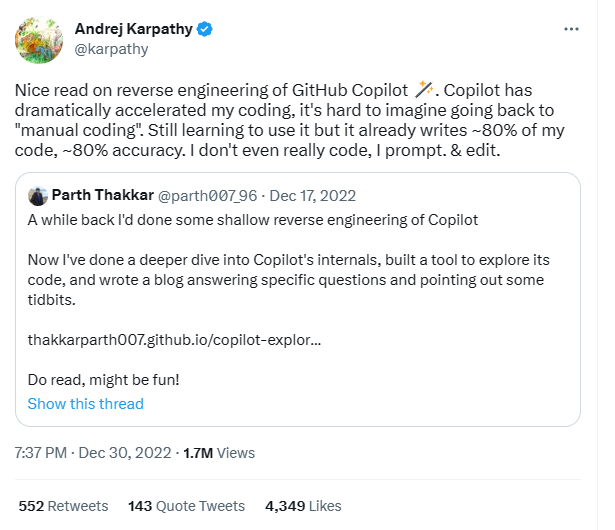 Andrej Karpathy
@karpathy
Nice read on reverse engineering of GitHub Copilot 🪄. Copilot has
dramatically accelerated my coding, it's hard to imagine going back to
"manual coding". Still learning to use it but it already writes ~80% of my
code, ~80% accuracy. I don't even really code, I prompt. & edit.
Parth Thakkar @parth007_96 · Dec 17, 2022
A while back I'd done some shallow reverse engineering of Copilot
Now I've done a deeper dive into Copilot's internals, built a tool to explore its
code, and wrote a blog answering specific questions and pointing out some
tidbits.
thakkarparth007.github.io/copilot-explor...
Do read, might be fun!
Show this thread
7:37 PM · Dec 30, 2022 · 1.7M Views
552 Retweets 143 Quote Tweets 4,349 Likes